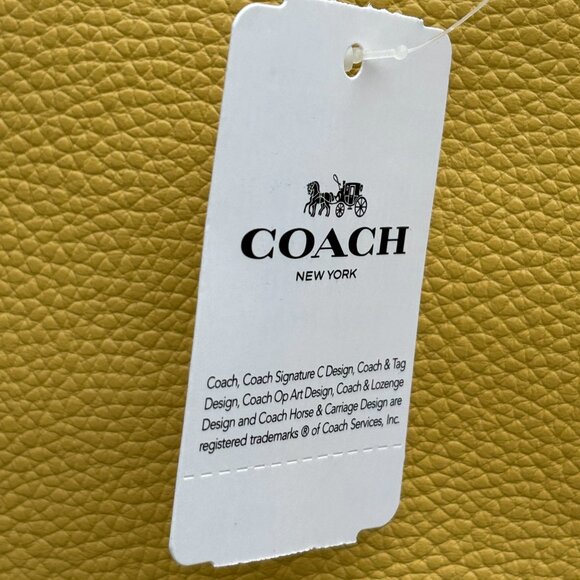 COACH
NEW YORK
Coach, Coach Signature C Design, Coach & Tag
Design, Coach Op Art Design, Coach & Lozenge
Design and Coach Horse & Carriage Design are
registered trademarks ® of Coach Services, Inc.